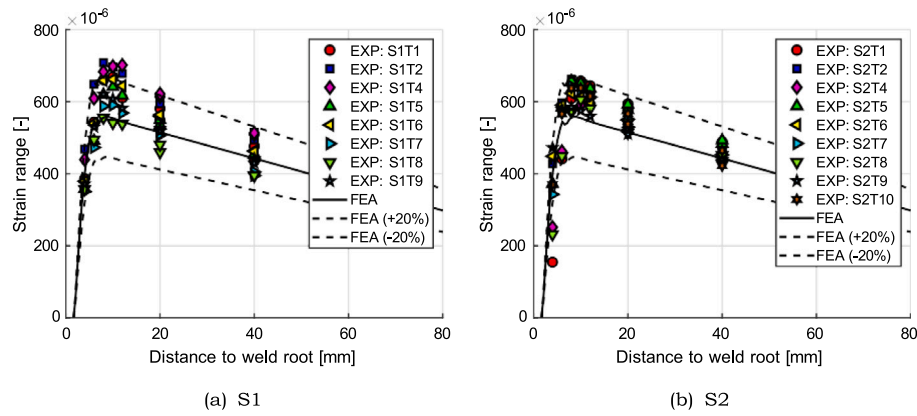 × 10⁻⁶
800
600
400
200
0
Strain range [-]
0 20 40 60 80
Distance to weld root [mm]
EXP: S1T1
EXP: S1T2
EXP: S1T4
EXP: S1T5
EXP: S1T6
EXP: S1T7
EXP: S1T8
EXP: S1T9
FEA
FEA (+20%)
FEA (-20%)
(a) S1
× 10⁻⁶
800
600
400
200
0
Strain range [-]
0 20 40 60 80
Distance to weld root [mm]
EXP: S2T1
EXP: S2T2
EXP: S2T4
EXP: S2T5
EXP: S2T6
EXP: S2T7
EXP: S2T8
EXP: S2T9
EXP: S2T10
FEA
FEA (+20%)
FEA (-20%)
(b) S2